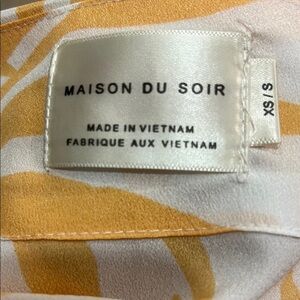 MAISON DU SOIR
MADE IN VIETNAM
FABRIQUE AUX VIETNAM
XS / S